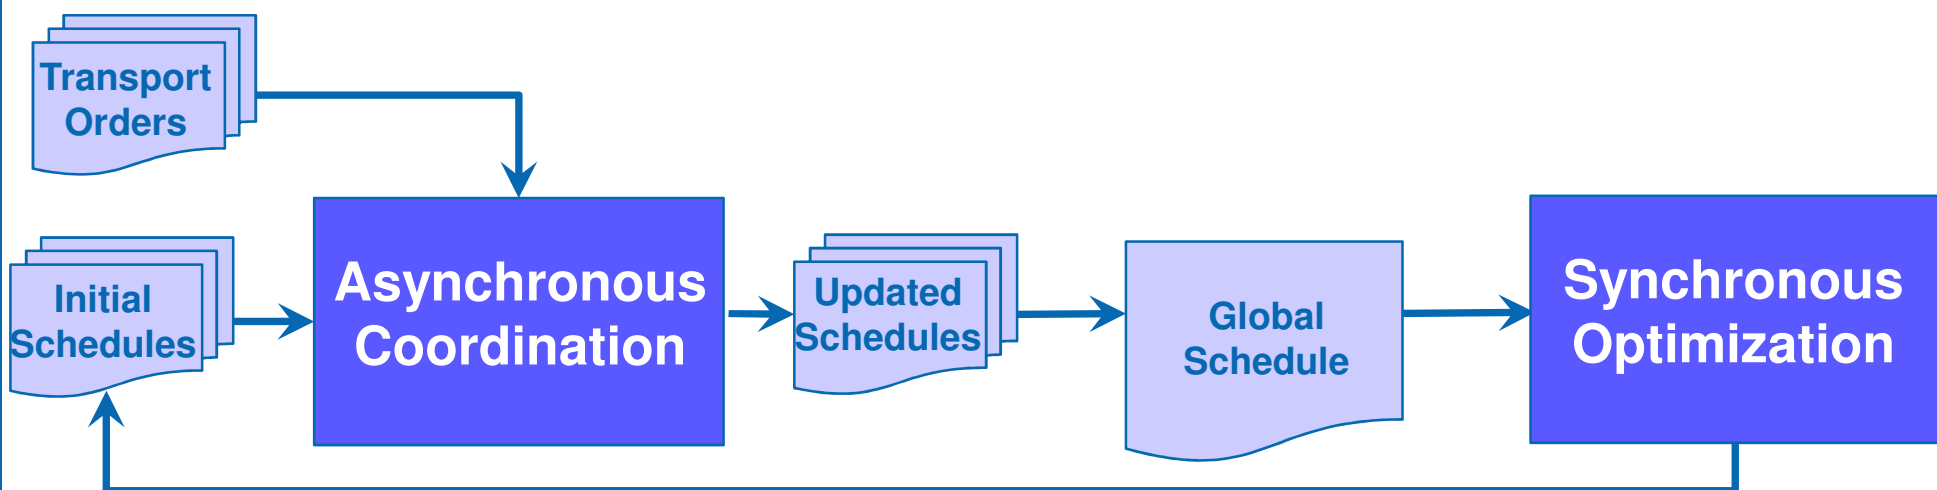 Transport
Orders
Initial
Schedules
Asynchronous
Coordination
Updated
Schedules
Global
Schedule
Synchronous
Optimization